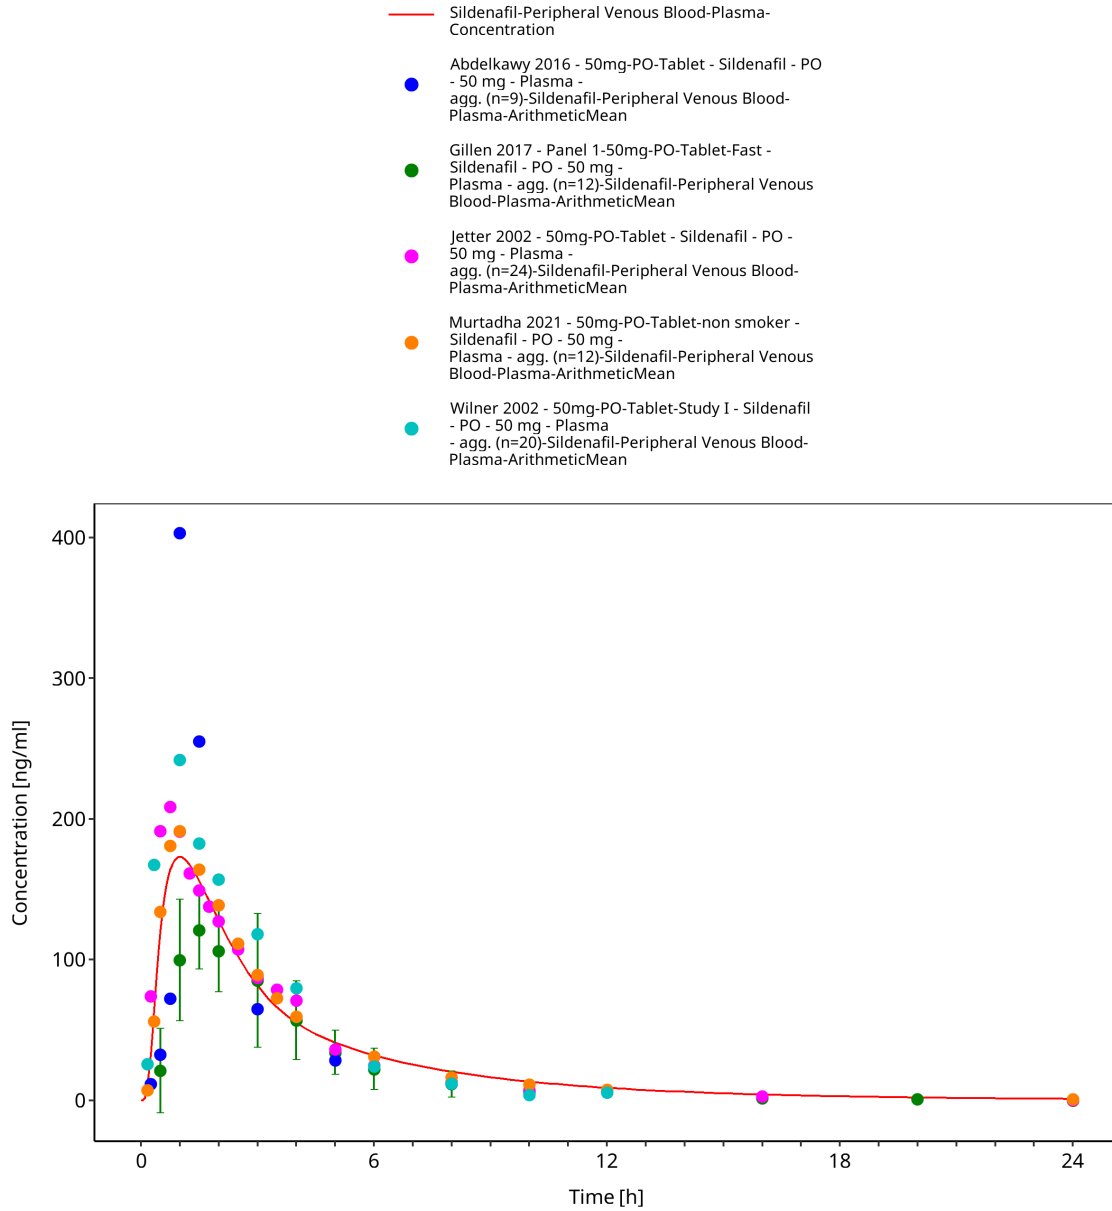 Sildenafil-Peripheral Venous Blood-Plasma-
Concentration
Abdelkawy 2016 - 50mg-PO-Tablet - Sildenafil - PO
- 50 mg - Plasma -
agg. (n=9)-Sildenafil-Peripheral Venous Blood-
Plasma-ArithmeticMean
Gillen 2017 - Panel 1-50mg-PO-Tablet-Fast -
Sildenafil - PO - 50 mg -
Plasma - agg. (n=12)-Sildenafil-Peripheral Venous
Blood-Plasma-ArithmeticMean
Jetter 2002 - 50mg-PO-Tablet - Sildenafil - PO -
50 mg - Plasma -
agg. (n=24)-Sildenafil-Peripheral Venous Blood-
Plasma-ArithmeticMean
Murtadha 2021 - 50mg-PO-Tablet-non smoker -
Sildenafil - PO - 50 mg -
Plasma - agg. (n=12)-Sildenafil-Peripheral Venous
Blood-Plasma-ArithmeticMean
Wilner 2002 - 50mg-PO-Tablet-Study I - Sildenafil
- PO - 50 mg - Plasma
- agg. (n=20)-Sildenafil-Peripheral Venous Blood-
Plasma-ArithmeticMean
Concentration [ng/ml]
400
300
200
100
0
0 6 12 18 24
Time [h]